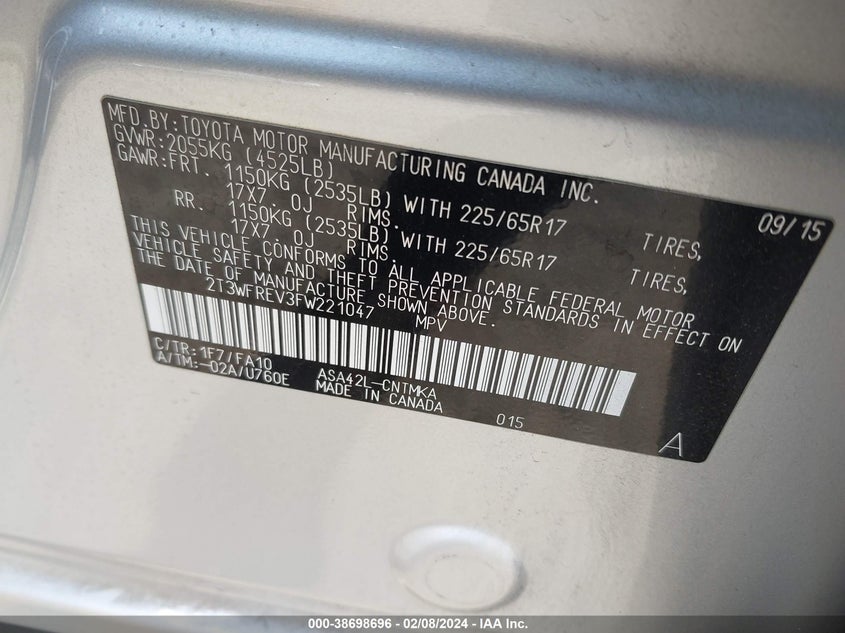 MFD.BY:TOYOTA MOTOR MANUFACTURING CANADA INC.
GVWR:2055KG (4525LB) 09/15
GAWR:FRT. 1150KG (2535LB) WITH 225/65R17 TIRES,
17X7. 0J RIMS.
RR. 1150KG (2535LB) WITH 225/65R17 TIRES,
17X7. 0J RIMS.
THIS VEHICLE CONFORMS TO ALL APPLICABLE FEDERAL MOTOR
VEHICLE SAFETY AND THEFT PREVENTION STANDARDS IN EFFECT ON
THE DATE OF MANUFACTURE SHOWN ABOVE.
2T3WFREV3FW221047 MPV
C/TR:1F7/FA10 ASA42L-CNTMKA
A/TM:-02A/U760E MADE IN CANADA 015
A
000-38698696 - 02/08/2024 - IAA Inc.